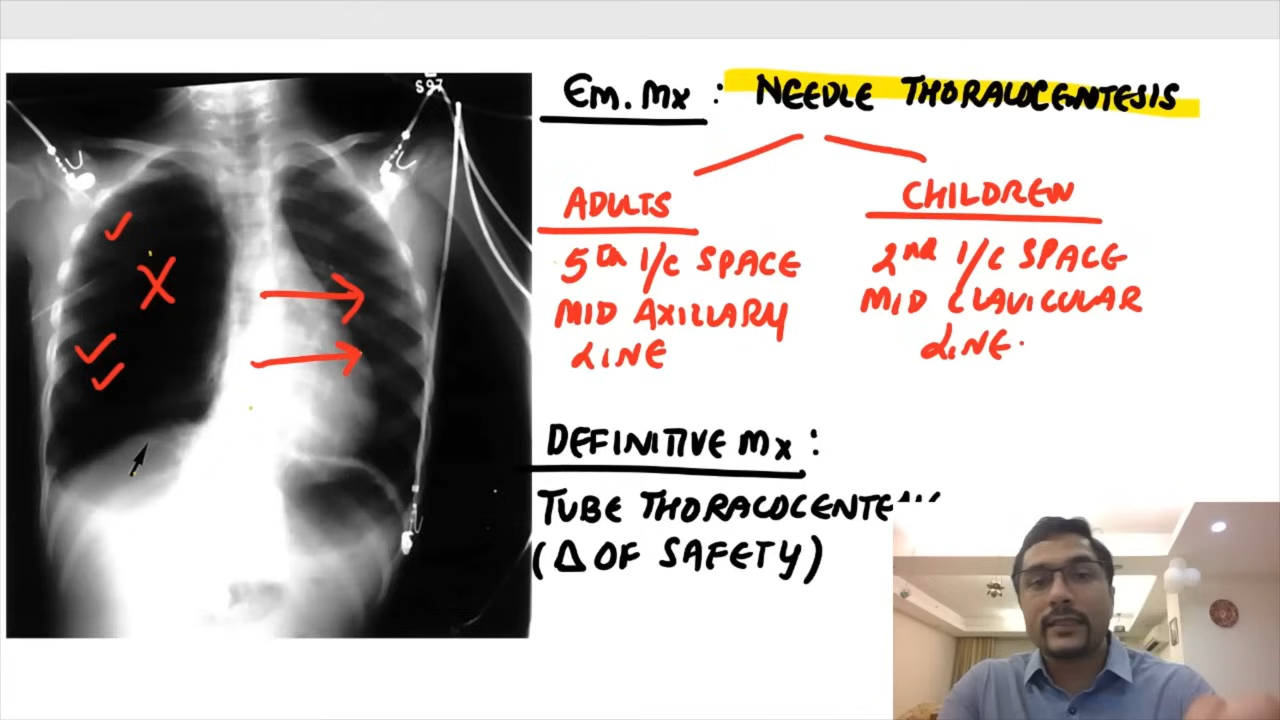 S97
Em. Mx : NEEDLE THORALOCENTESIS
ADULTS
5th I/C SPACE
MID AXILLARY
LINE
CHILDREN
2nd I/C SPACE
MID CLAVICULAR
LINE.
DEFINITIVE Mx :
TUBE THORACOCENTESIS
(Δ OF SAFETY)